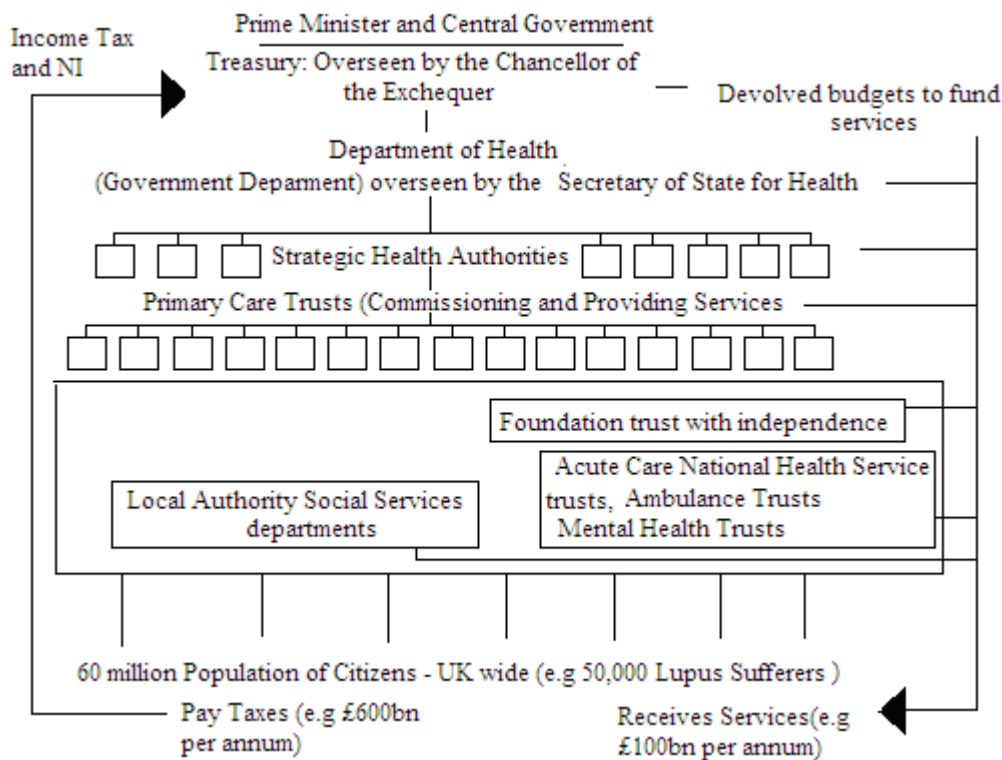 Income Tax
and NI
Prime Minister and Central Government
Treasury: Overseen by the Chancellor of
the Exchequer
Devolved budgets to fund
services
Department of Health
(Government Deparment) overseen by the Secretary of State for Health
Strategic Health Authorities
Primary Care Trusts (Commissioning and Providing Services
Foundation trust with independence
Acute Care National Health Service
trusts, Ambulance Trusts
Mental Health Trusts
Local Authority Social Services
departments
60 million Population of Citizens - UK wide (e.g 50,000 Lupus Sufferers )
Pay Taxes (e.g £600bn
per annum)
Receives Services(e.g
£100bn per annum)